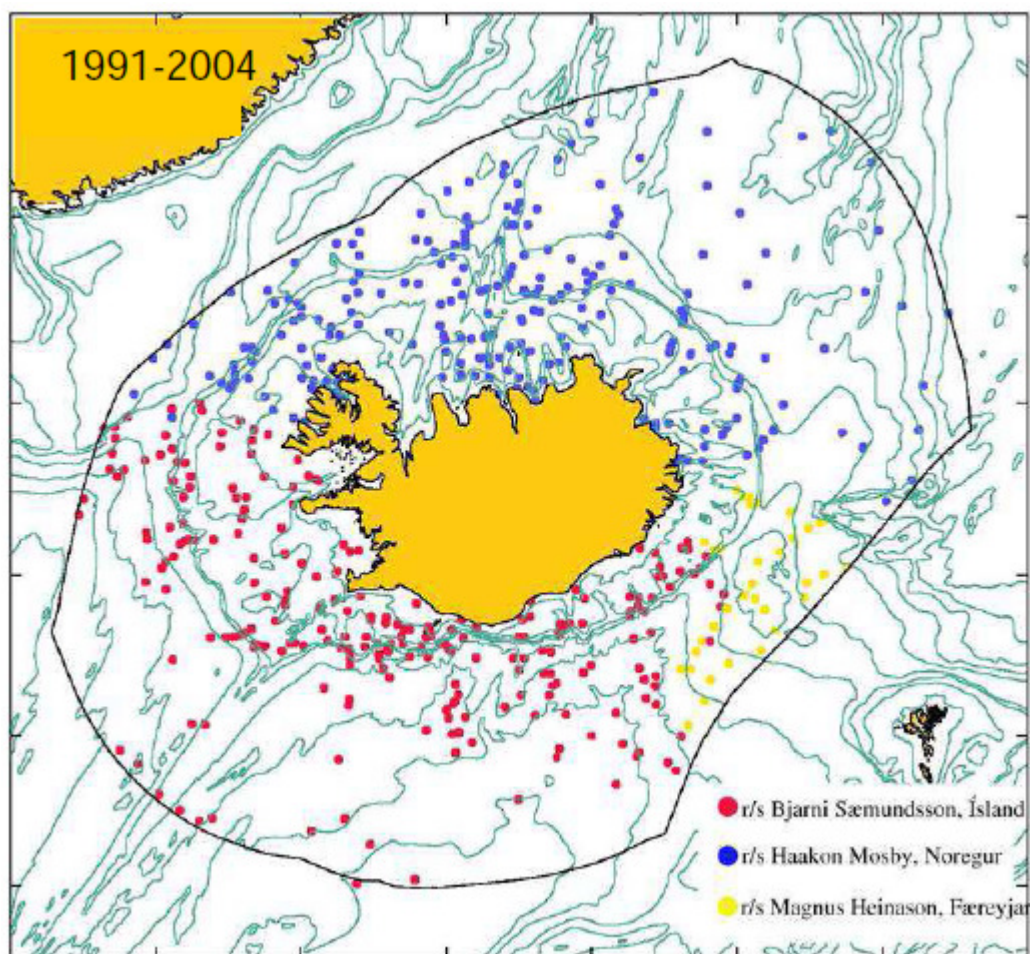 1991-2004
r/s Bjarni Sæmundsson, Ísland
r/s Haakon Mosby, Noregur
r/s Magnus Heinason, Færeyjar